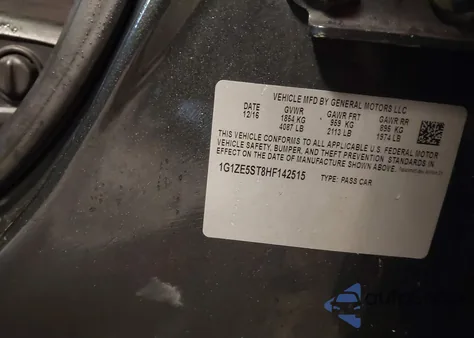 VEHICLE MFD BY GENERAL MOTORS LLC
DATE GVWR GAWR FRT GAWR RR
12/16 1854 KG 959 KG 895 KG
4087 LB 2113 LB 1974 LB
THIS VEHICLE CONFORMS TO ALL APPLICABLE U.S. FEDERAL MOTOR
VEHICLE SAFETY, BUMPER, AND THEFT PREVENTION STANDARDS IN
EFFECT ON THE DATE OF MANUFACTURE SHOWN ABOVE.
1G1ZE5ST8HF142515 TYPE: PASS CAR